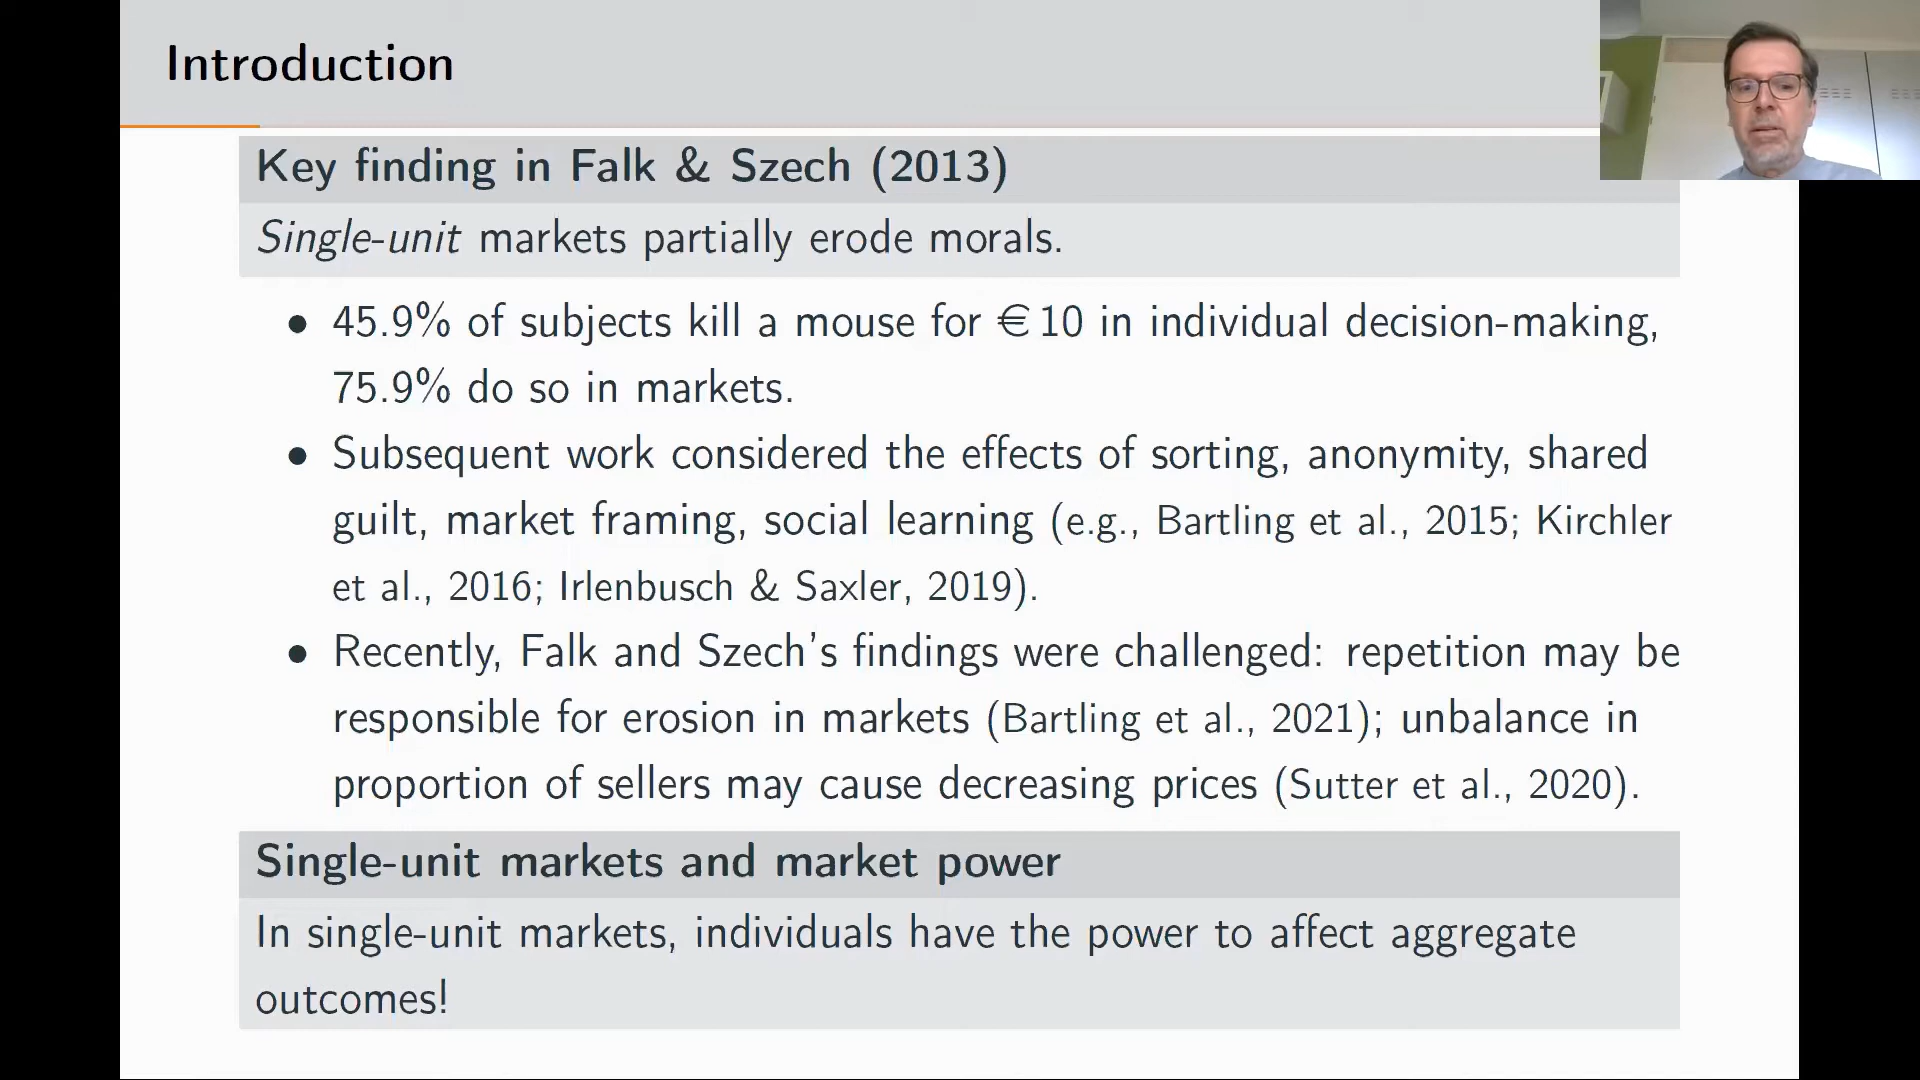 Introduction
Key finding in Falk & Szech (2013)
Single-unit markets partially erode morals.
• 45.9% of subjects kill a mouse for €10 in individual decision-making,
75.9% do so in markets.
• Subsequent work considered the effects of sorting, anonymity, shared
guilt, market framing, social learning (e.g., Bartling et al., 2015; Kirchler
et al., 2016; Irlenbusch & Saxler, 2019).
• Recently, Falk and Szech's findings were challenged: repetition may be
responsible for erosion in markets (Bartling et al., 2021); unbalance in
proportion of sellers may cause decreasing prices (Sutter et al., 2020).
Single-unit markets and market power
In single-unit markets, individuals have the power to affect aggregate
outcomes!